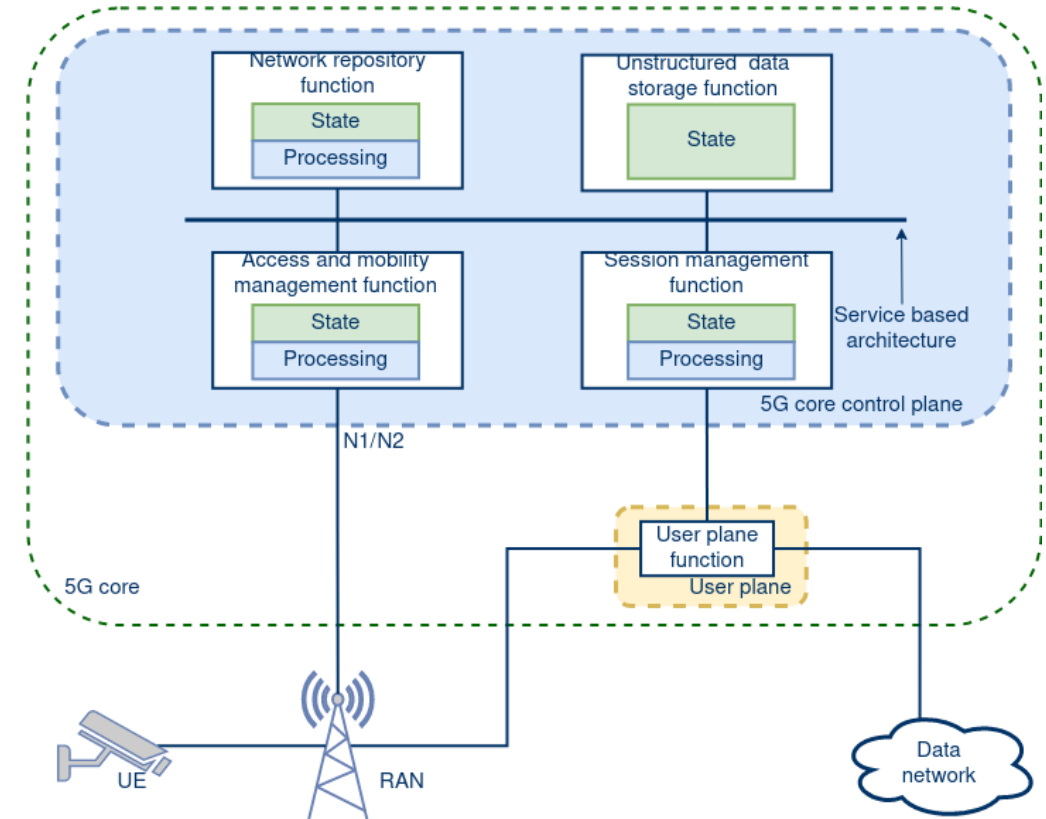 Network repository
function
State
Processing
Unstructured data
storage function
State
Access and mobility
management function
State
Processing
Session management
function
State
Processing
Service based
architecture
5G core control plane
N1/N2
User plane
function
User plane
5G core
UE
RAN
Data
network